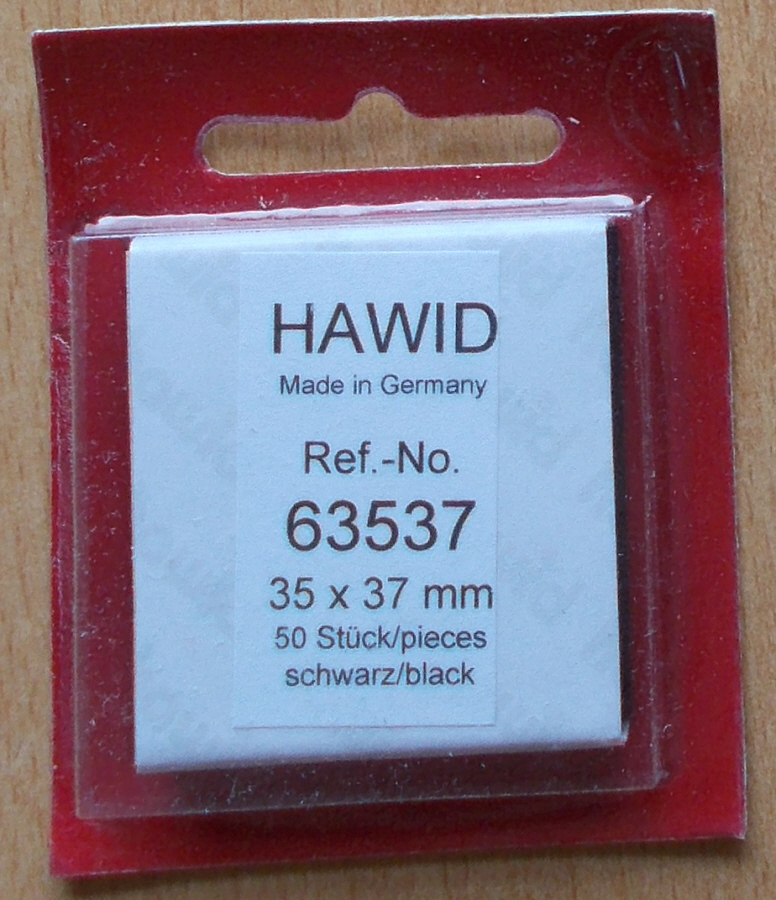 HAWID
Made in Germany
Ref.-No.
63537
35 x 37 mm
50 Stück/pieces
schwarz/black